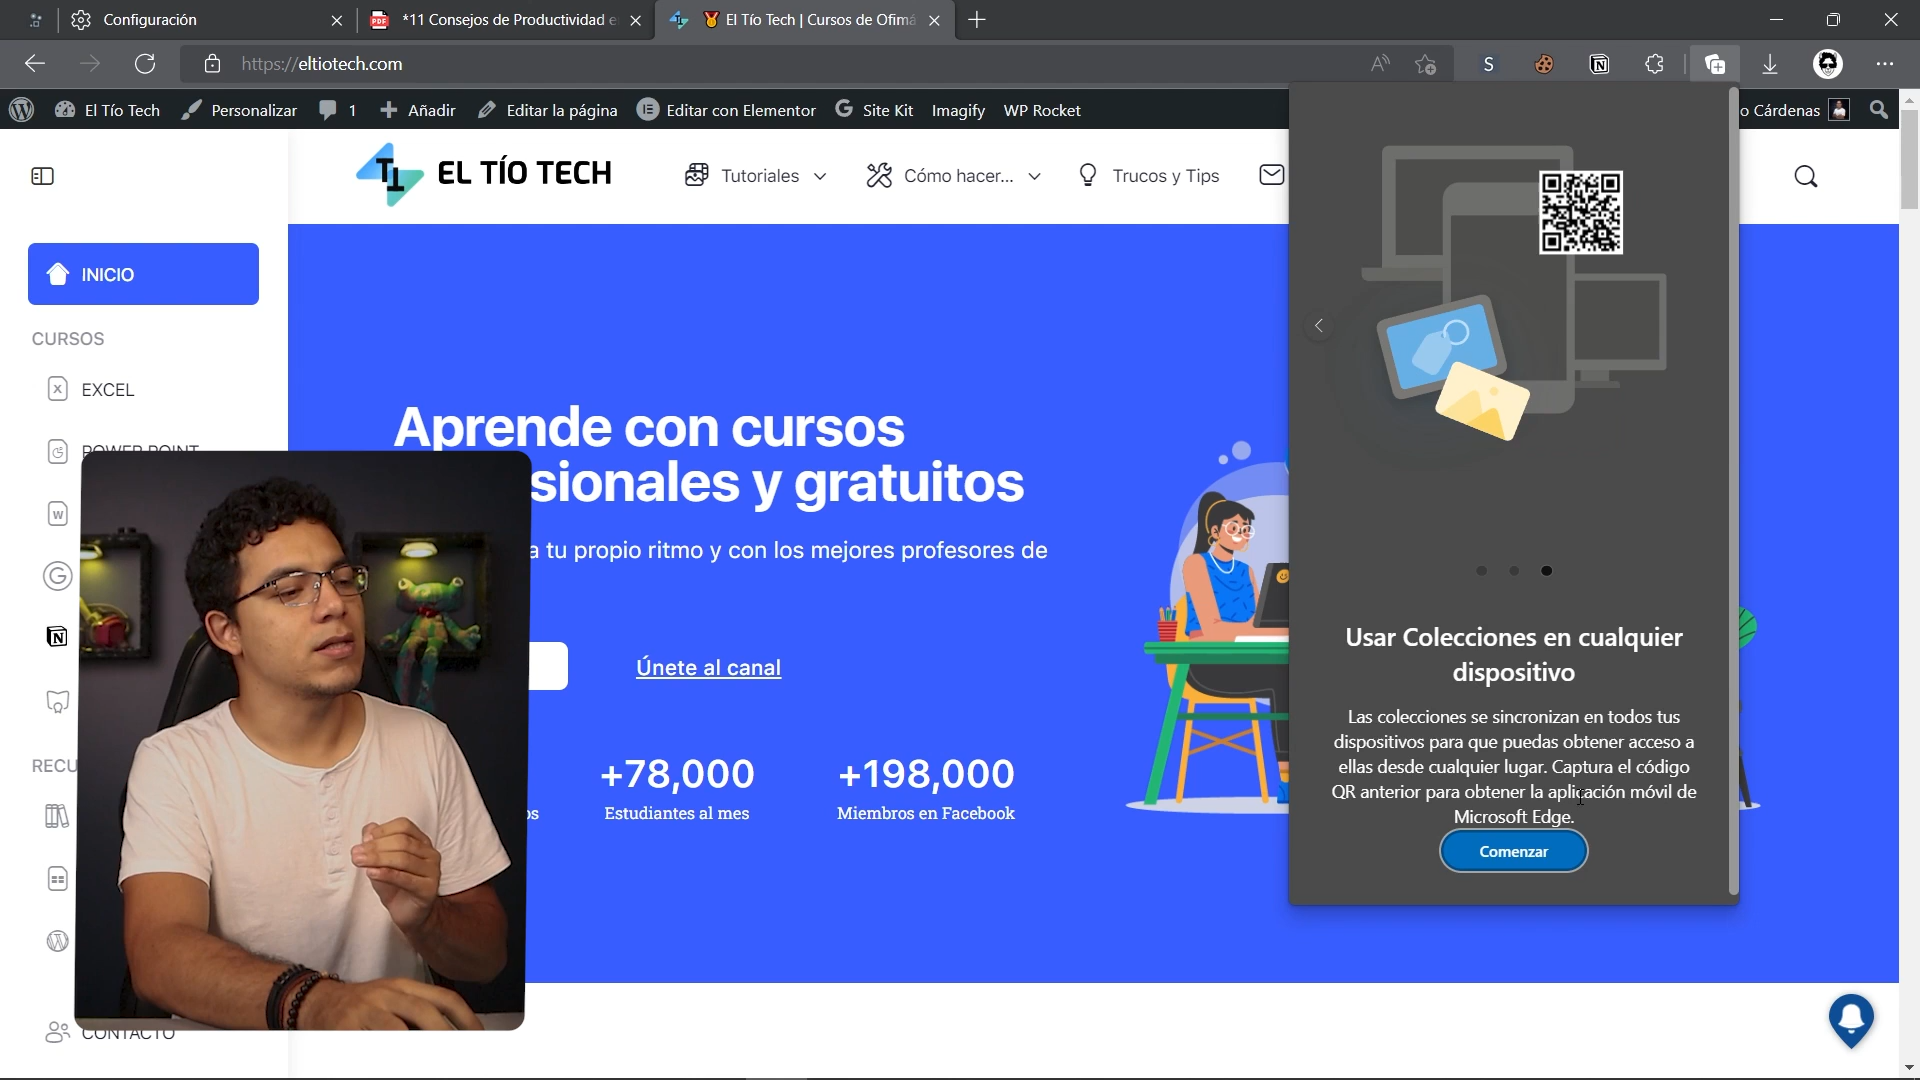 Configuración
*11 Consejos de Productividad e
El Tío Tech | Cursos de Ofimá
https://eltiotech.com
El Tío Tech
Personalizar
1
Añadir
Editar la página
Editar con Elementor
Site Kit
Imagify
WP Rocket
o Cárdenas
EL TÍO TECH
Tutoriales
Cómo hacer...
Trucos y Tips
INICIO
CURSOS
EXCEL
POWER POINT
RECU
CONTACTO
Aprende con cursos
sionales y gratuitos
a tu propio ritmo y con los mejores profesores de
Únete al canal
+78,000
Estudiantes al mes
+198,000
Miembros en Facebook
os
Usar Colecciones en cualquier
dispositivo
Las colecciones se sincronizan en todos tus
dispositivos para que puedas obtener acceso a
ellas desde cualquier lugar. Captura el código
QR anterior para obtener la aplicación móvil de
Microsoft Edge.
Comenzar